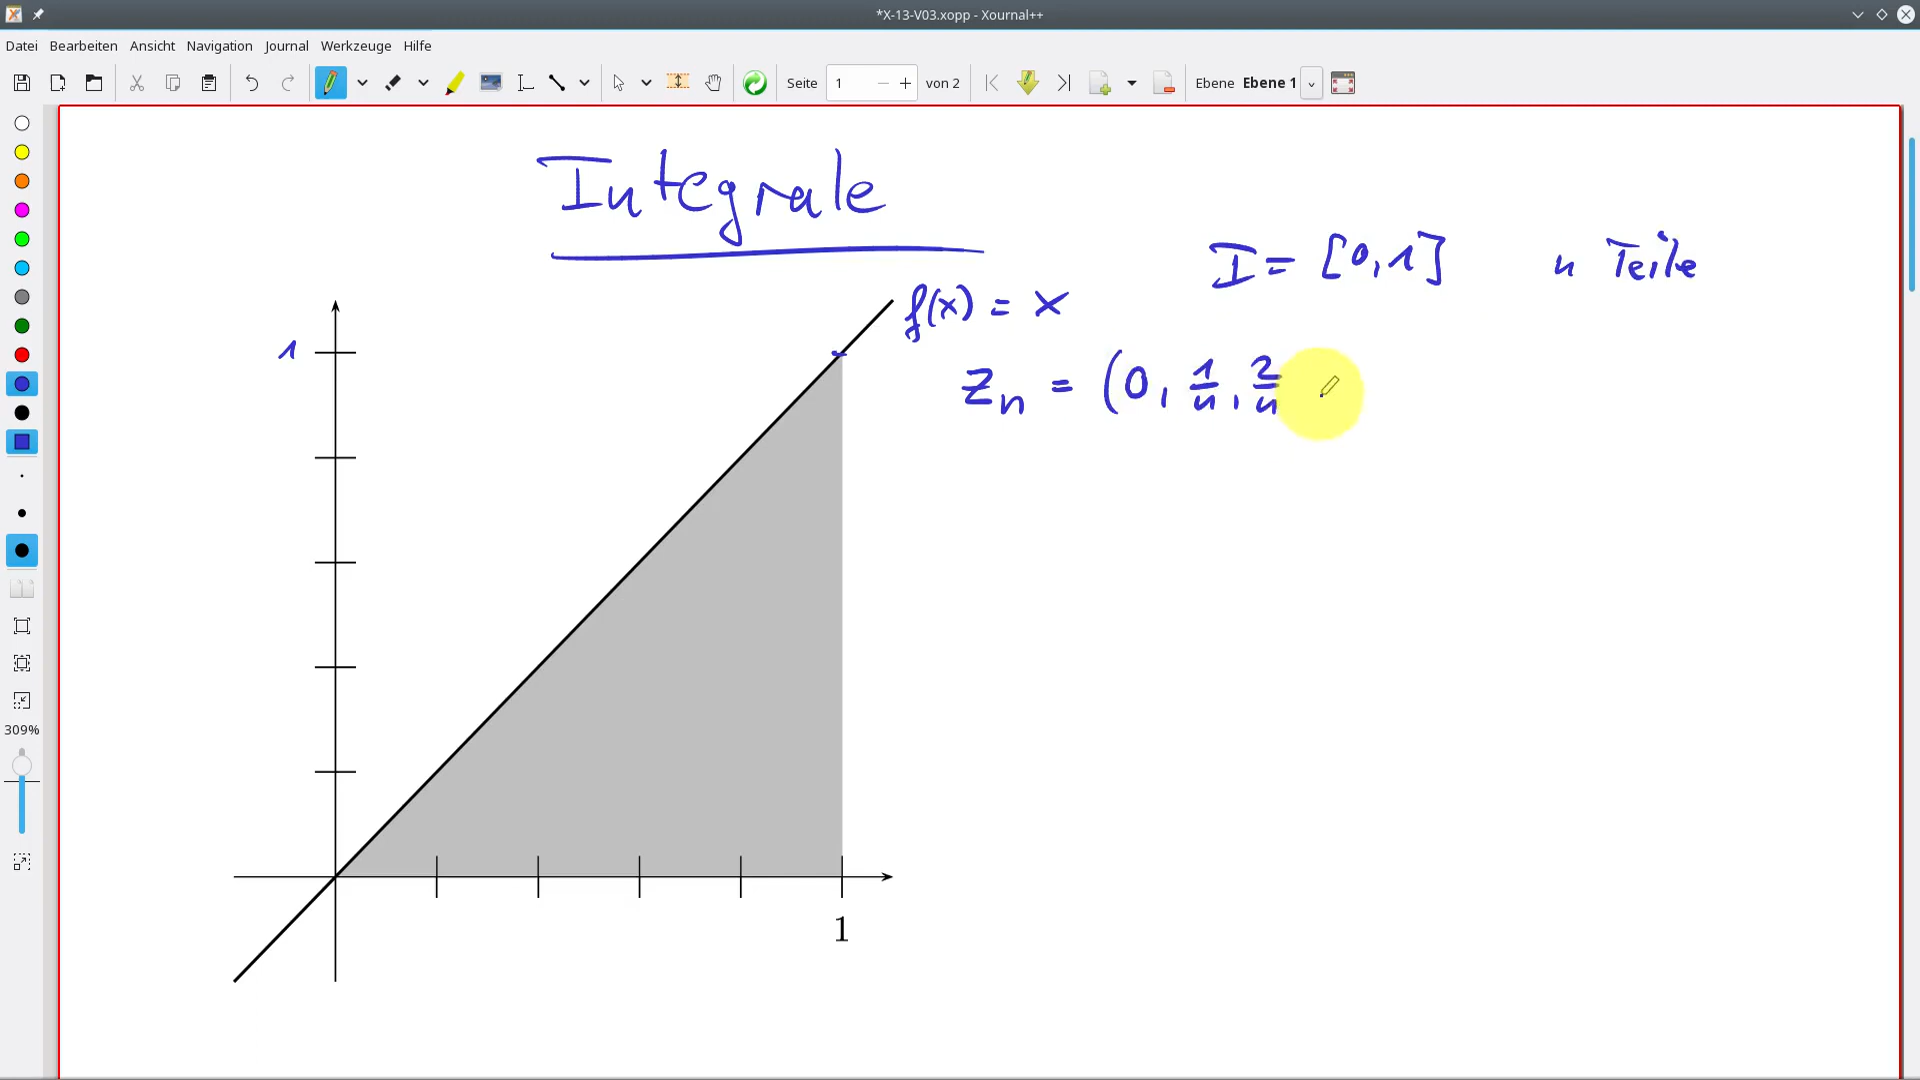 *X-13-V03.xopp - Xournal++
Datei Bearbeiten Ansicht Navigation Journal Werkzeuge Hilfe
Seite 1 von 2 Ebene Ebene 1
Integrale
I = [0,1] n Teile
f(x) = x
1
Z_n = (0, 1/n, 2/n
309%
1